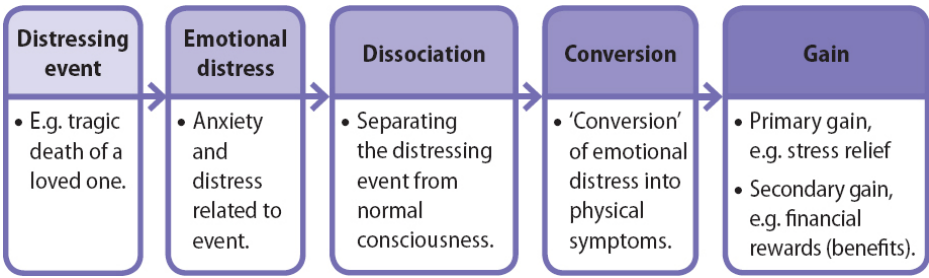 Distressing
event
• E.g. tragic
death of a
loved one.
Emotional
distress
• Anxiety
and
distress
related to
event.
Dissociation
• Separating
the distressing
event from
normal
consciousness.
Conversion
• ‘Conversion’
of emotional
distress into
physical
symptoms.
Gain
• Primary gain,
e.g. stress relief
• Secondary gain,
e.g. financial
rewards (benefits).